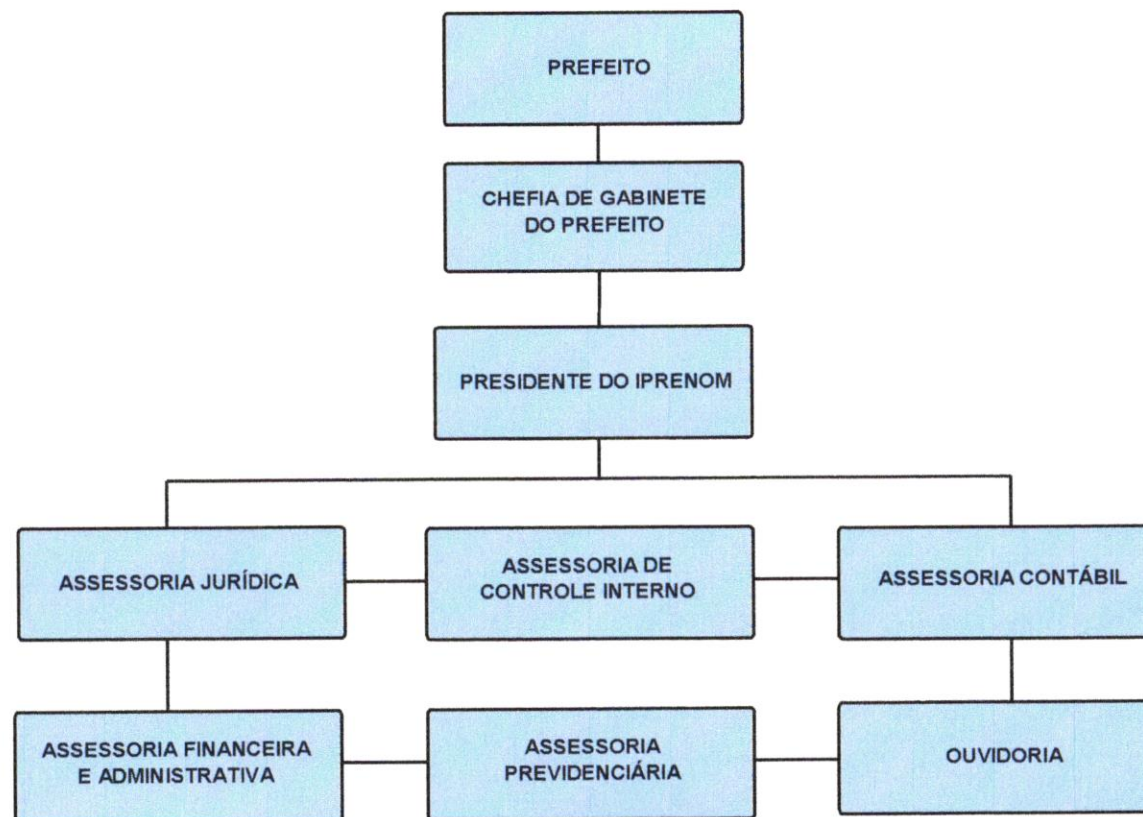 PREFEITO
CHEFIA DE GABINETE
DO PREFEITO
PRESIDENTE DO IPRENOM
ASSESSORIA JURÍDICA
ASSESSORIA DE
CONTROLE INTERNO
ASSESSORIA CONTÁBIL
ASSESSORIA FINANCEIRA
E ADMINISTRATIVA
ASSESSORIA
PREVIDENCIÁRIA
OUVIDORIA